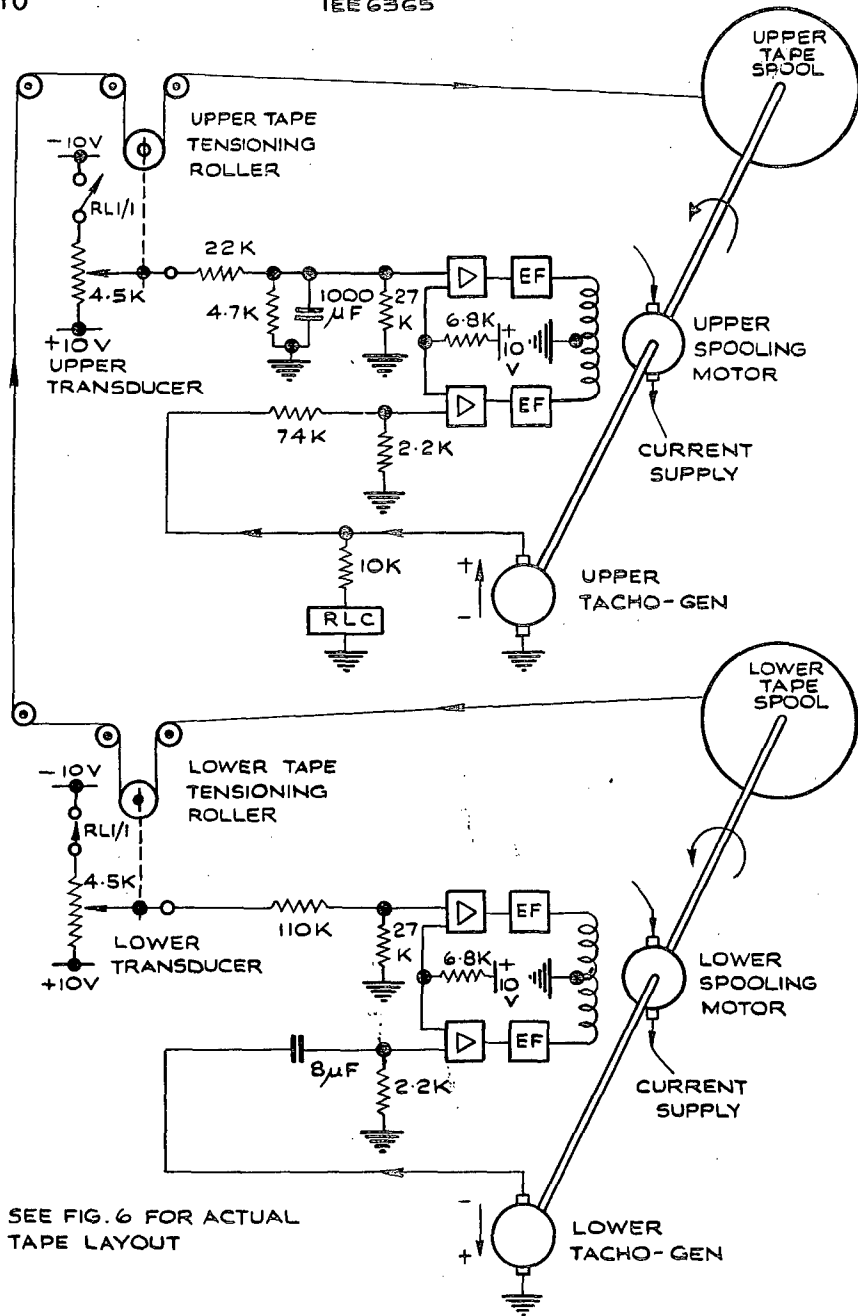 IEE 6365
UPPER
TAPE
SPOOL
UPPER TAPE
TENSIONING
ROLLER
-10V
RL1/1
4.5K
+10V
UPPER
TRANSDUCER
22K
4.7K
1000
µF
27
K
6.8K
+
10
V
EF
EF
UPPER
SPOOLING
MOTOR
CURRENT
SUPPLY
74K
2.2K
10K
RLC
+
-
UPPER
TACHO-GEN
LOWER
TAPE
SPOOL
LOWER TAPE
TENSIONING
ROLLER
-10V
RL1/1
4.5K
+10V
LOWER
TRANSDUCER
110K
27
K
6.8K
+
10
V
EF
EF
LOWER
SPOOLING
MOTOR
CURRENT
SUPPLY
8µF
2.2K
-
+
LOWER
TACHO-GEN
SEE FIG. 6 FOR ACTUAL
TAPE LAYOUT